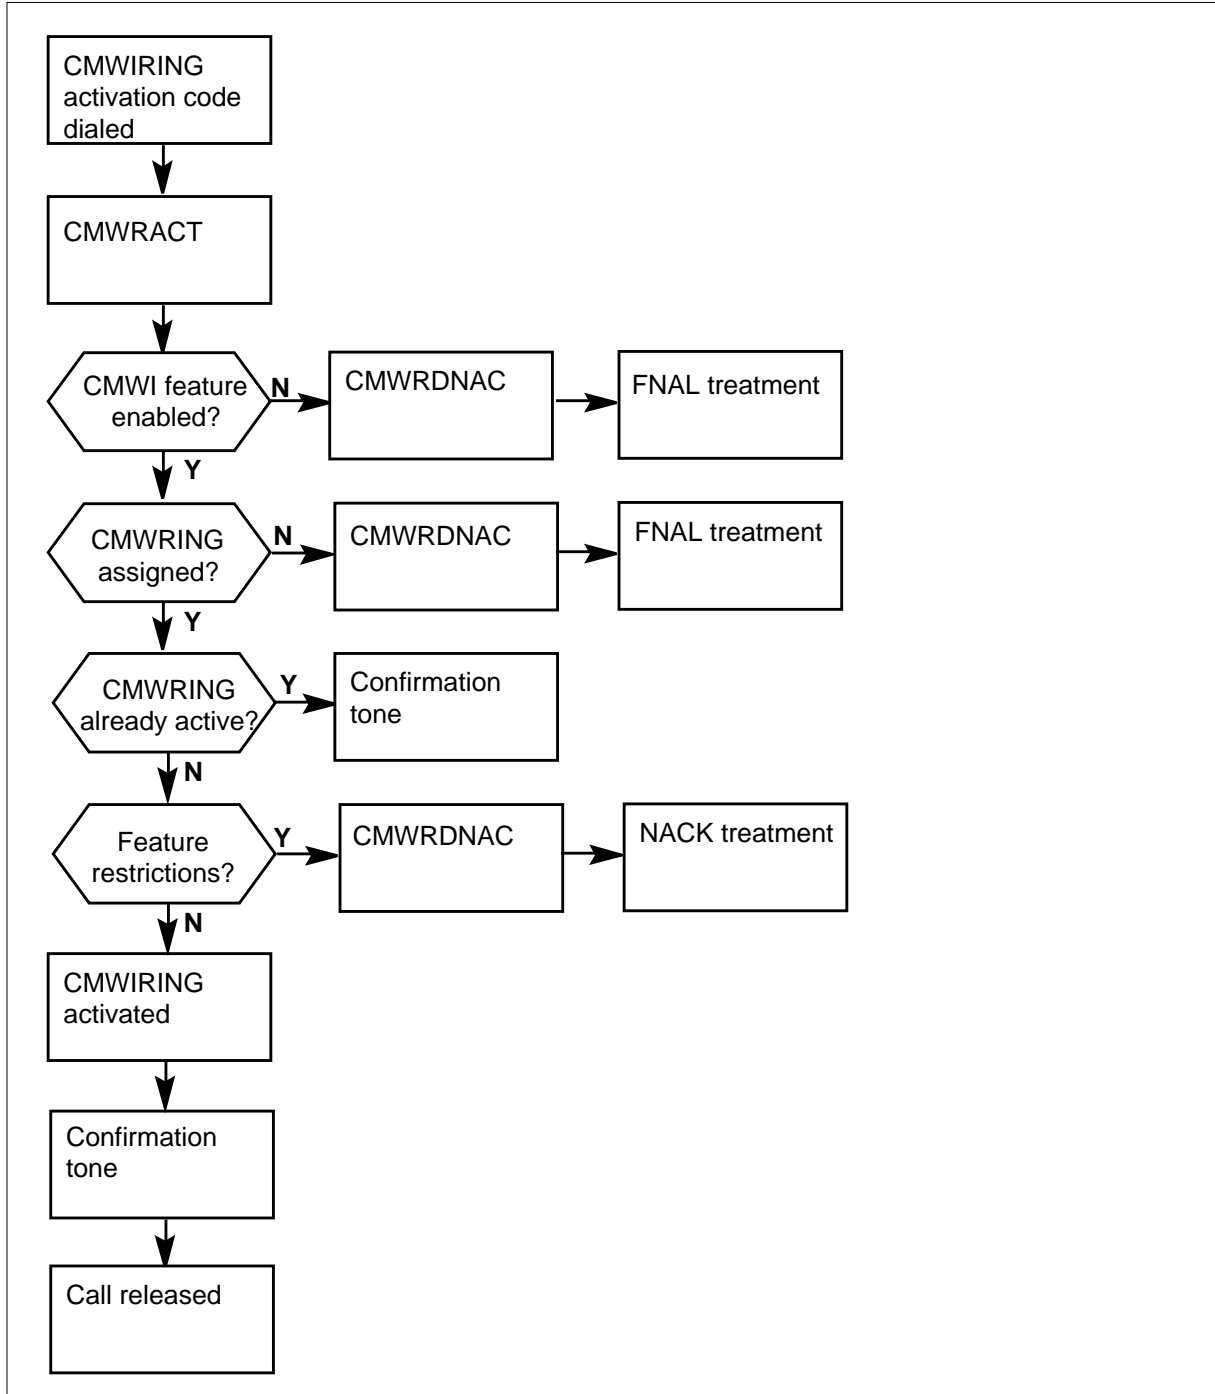 CMWIRING
activation code
dialed
CMWRACT
CMWI feature
enabled?
N
CMWRDNAC
FNAL treatment
Y
CMWRING
assigned?
N
CMWRDNAC
FNAL treatment
Y
CMWRING
already active?
Y
Confirmation
tone
N
Feature
restrictions?
Y
CMWRDNAC
NACK treatment
N
CMWIRING
activated
Confirmation
tone
Call released